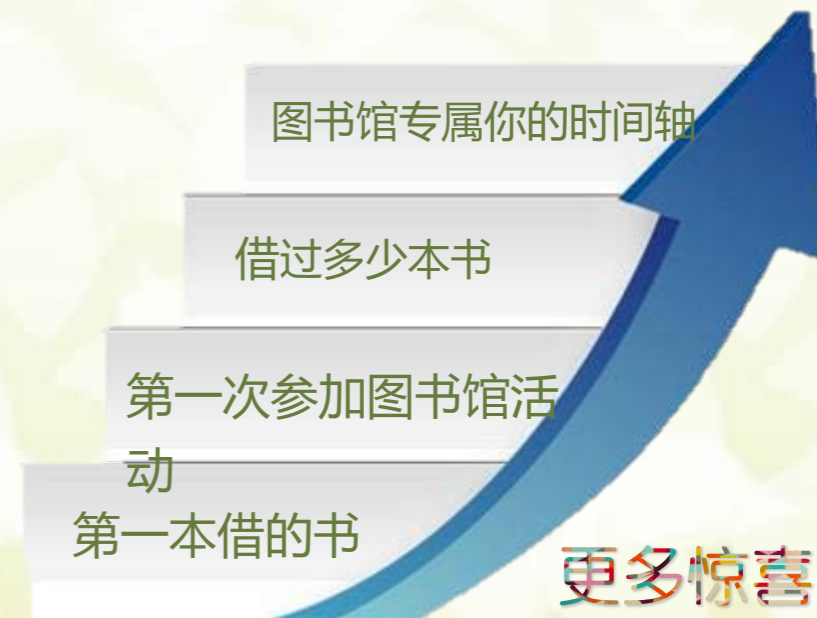 图书馆专属你的时间轴
借过多少本书
第一次参加图书馆活
动
第一本借的书
更多惊喜